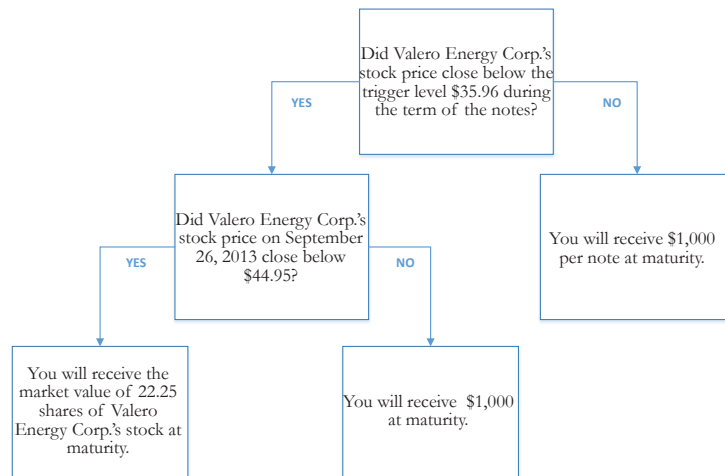 Did Valero Energy Corp.'s
stock price close below the
trigger level $35.96 during
the term of the notes?
YES
NO
Did Valero Energy Corp.'s
stock price on September
26, 2013 close below
$44.95?
You will receive $1,000
per note at maturity.
YES
NO
You will receive the
market value of 22.25
shares of Valero
Energy Corp.'s stock at
maturity.
You will receive $1,000
at maturity.